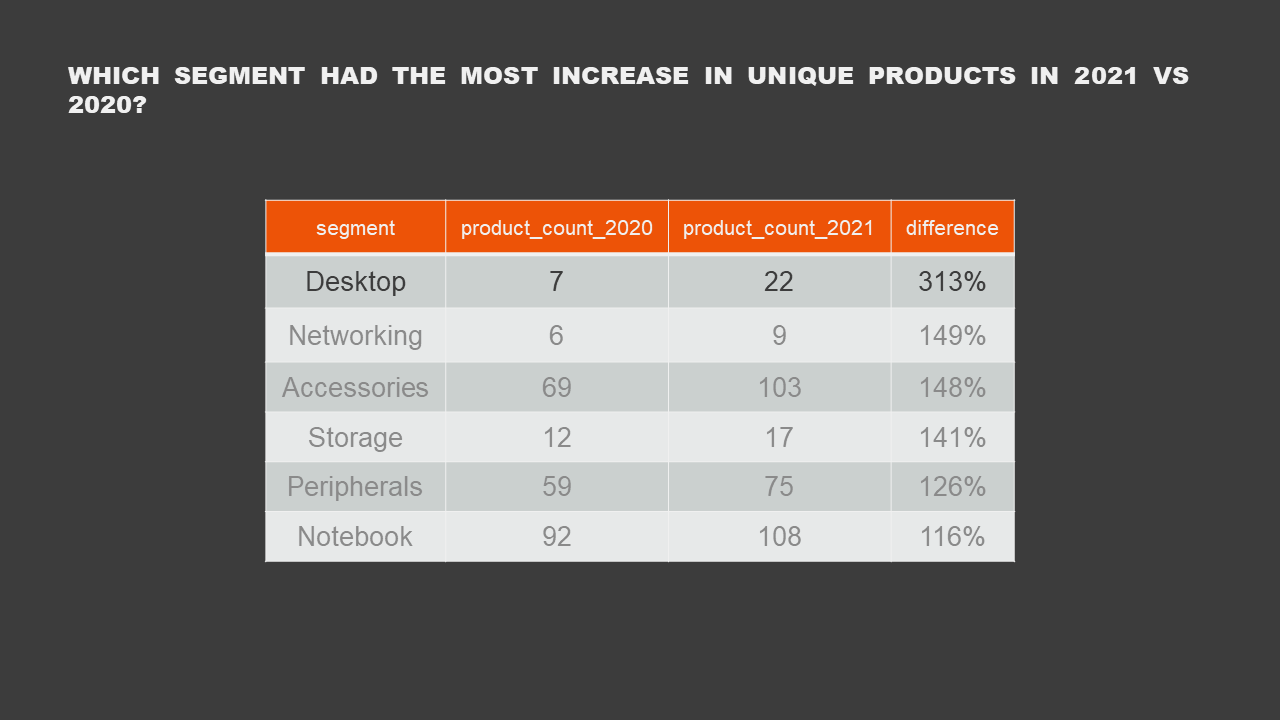 WHICH SEGMENT HAD THE MOST INCREASE IN UNIQUE PRODUCTS IN 2021 VS
2020?
segment product_count_2020 product_count_2021 difference
Desktop 7 22 313%
Networking 6 9 149%
Accessories 69 103 148%
Storage 12 17 141%
Peripherals 59 75 126%
Notebook 92 108 116%